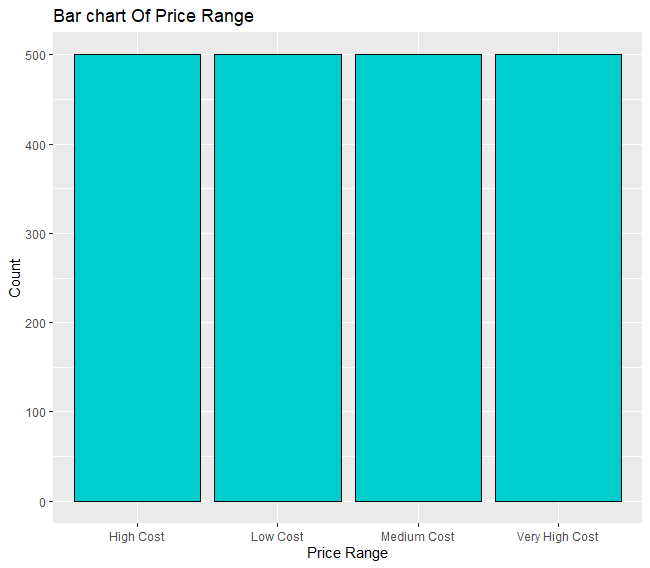 Bar chart Of Price Range
Count
500
400
300
200
100
0
High Cost Low Cost Medium Cost Very High Cost
Price Range